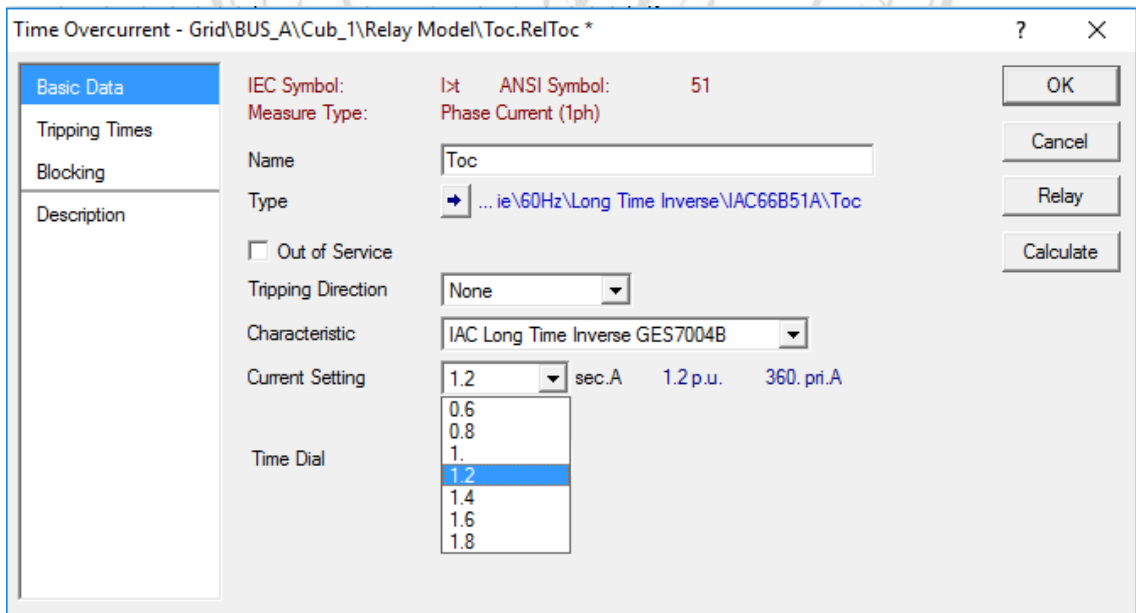 Time Overcurrent - Grid\BUS_A\Cub_1\Relay Model\Toc.RelToc * ? ×
Basic Data
Tripping Times
Blocking
Description
IEC Symbol: I>t ANSI Symbol: 51
Measure Type: Phase Current (1ph)
Name Toc
Type ... ie\60Hz\Long Time Inverse\IAC66B51A\Toc
Out of Service
Tripping Direction None
Characteristic IAC Long Time Inverse GES7004B
Current Setting 1.2 sec.A 1.2 p.u. 360. pri.A
0.6
0.8
1.
1.2
1.4
1.6
1.8
Time Dial
OK
Cancel
Relay
Calculate